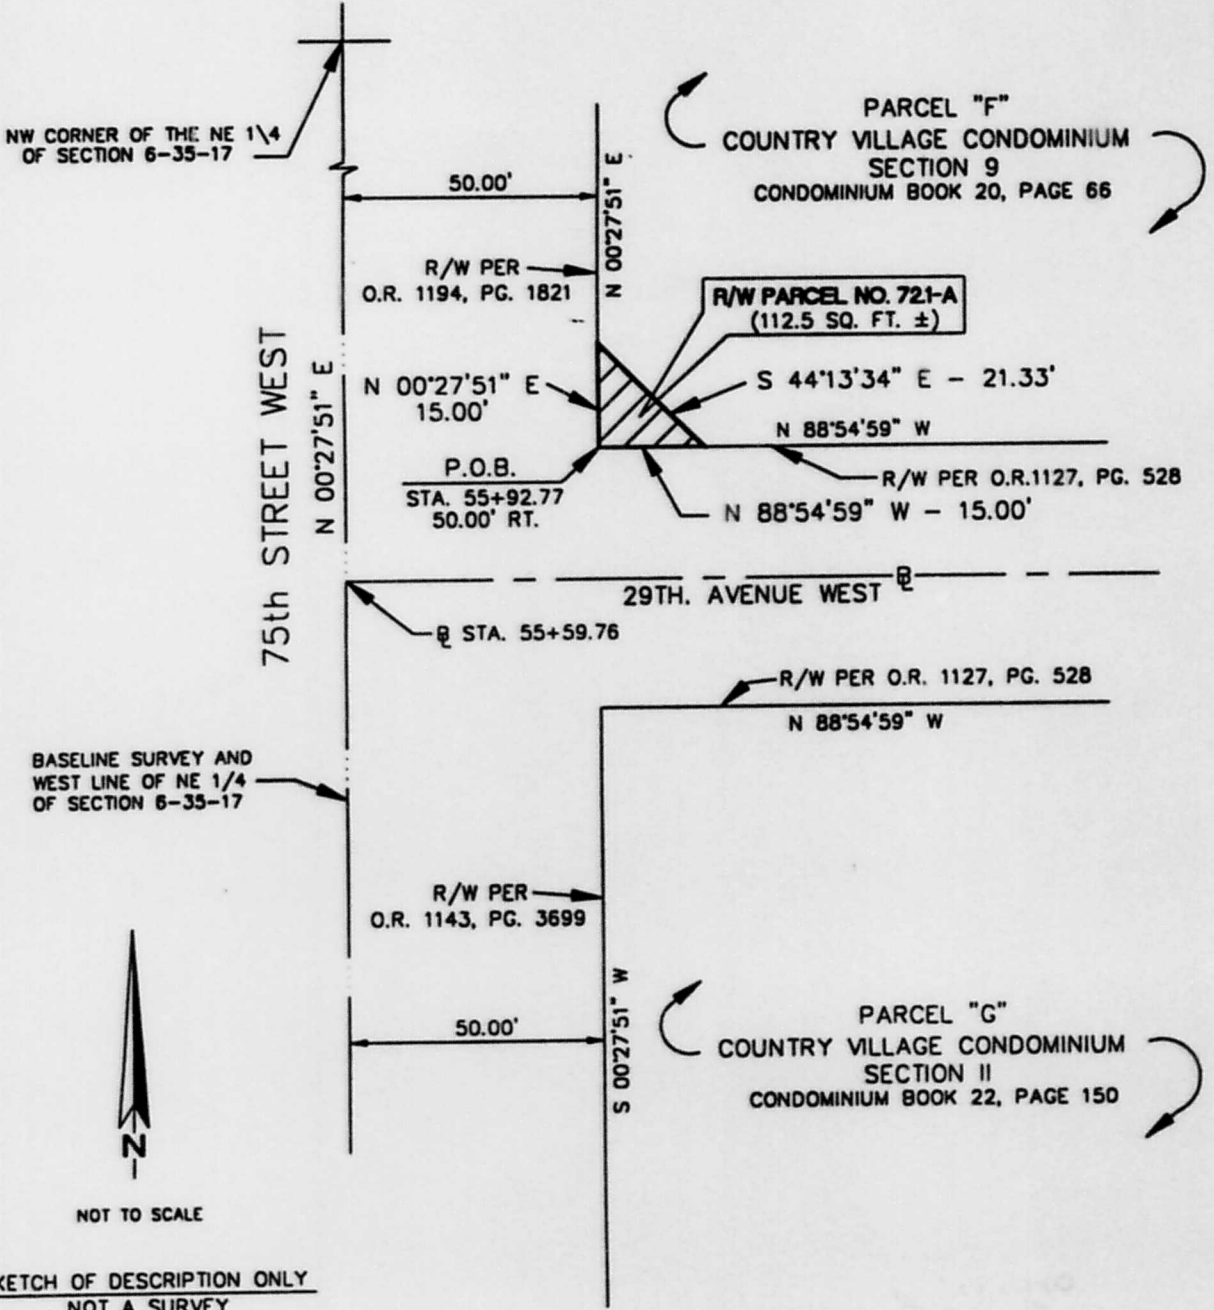 NW CORNER OF THE NE 1\4
OF SECTION 6-35-17
PARCEL "F"
COUNTRY VILLAGE CONDOMINIUM
SECTION 9
CONDOMINIUM BOOK 20, PAGE 66
50.00'
N 00°27'51" E
R/W PER
O.R. 1194, PG. 1821
R/W PARCEL NO. 721-A
(112.5 SQ. FT. ±)
75th STREET WEST
N 00°27'51" E
N 00°27'51" E
15.00'
S 44°13'34" E - 21.33'
N 88°54'59" W
P.O.B.
STA. 55+92.77
50.00' RT.
R/W PER O.R.1127, PG. 528
N 88°54'59" W - 15.00'
29TH. AVENUE WEST
STA. 55+59.76
R/W PER O.R. 1127, PG. 528
N 88°54'59" W
BASELINE SURVEY AND
WEST LINE OF NE 1/4
OF SECTION 6-35-17
R/W PER
O.R. 1143, PG. 3699
S 00°27'51" W
50.00'
PARCEL "G"
COUNTRY VILLAGE CONDOMINIUM
SECTION II
CONDOMINIUM BOOK 22, PAGE 150
N
NOT TO SCALE
KETCH OF DESCRIPTION ONLY
NOT A SURVEY